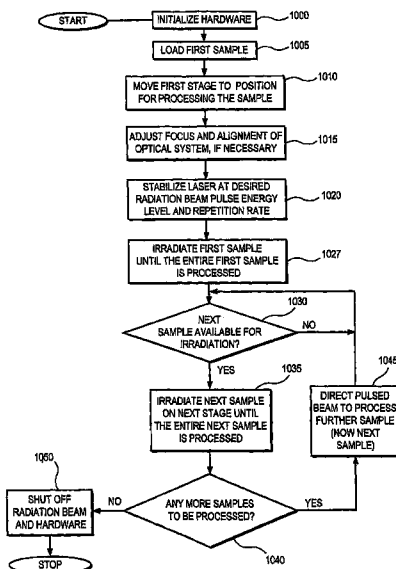 START
INITIALIZE HARDWARE
1000
LOAD FIRST SAMPLE
1005
MOVE FIRST STAGE TO POSITION
FOR PROCESSING THE SAMPLE
1010
ADJUST FOCUS AND ALIGNMENT OF
OPTICAL SYSTEM, IF NECESSARY
1015
STABILIZE LASER AT DESIRED
RADIATION BEAM PULSE ENERGY
LEVEL AND REPETITION RATE
1020
IRRADIATE FIRST SAMPLE
UNTIL THE ENTIRE FIRST SAMPLE
IS PROCESSED
1027
1030
NEXT
SAMPLE AVAILABLE FOR
IRRADIATION?
NO
YES
1035
IRRADIATE NEXT SAMPLE
ON NEXT STAGE UNTIL
THE ENTIRE NEXT SAMPLE
IS PROCESSED
1045
DIRECT PULSED
BEAM TO PROCESS
FURTHER SAMPLE
(NOW NEXT
SAMPLE)
1050
SHUT OFF
RADIATION BEAM
AND HARDWARE
NO
ANY MORE SAMPLES
TO BE PROCESSED?
YES
1040
STOP